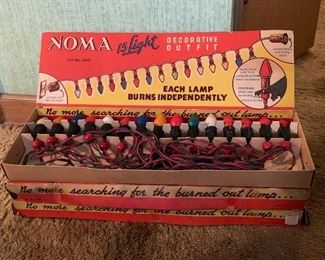 NOMA 15 Light DECORATIVE OUTFIT
EACH LAMP
BURNS INDEPENDENTLY
No more searching for the burned out lamp...
No more searching for the burned out lamp...
No more searching for the burned out lamp...